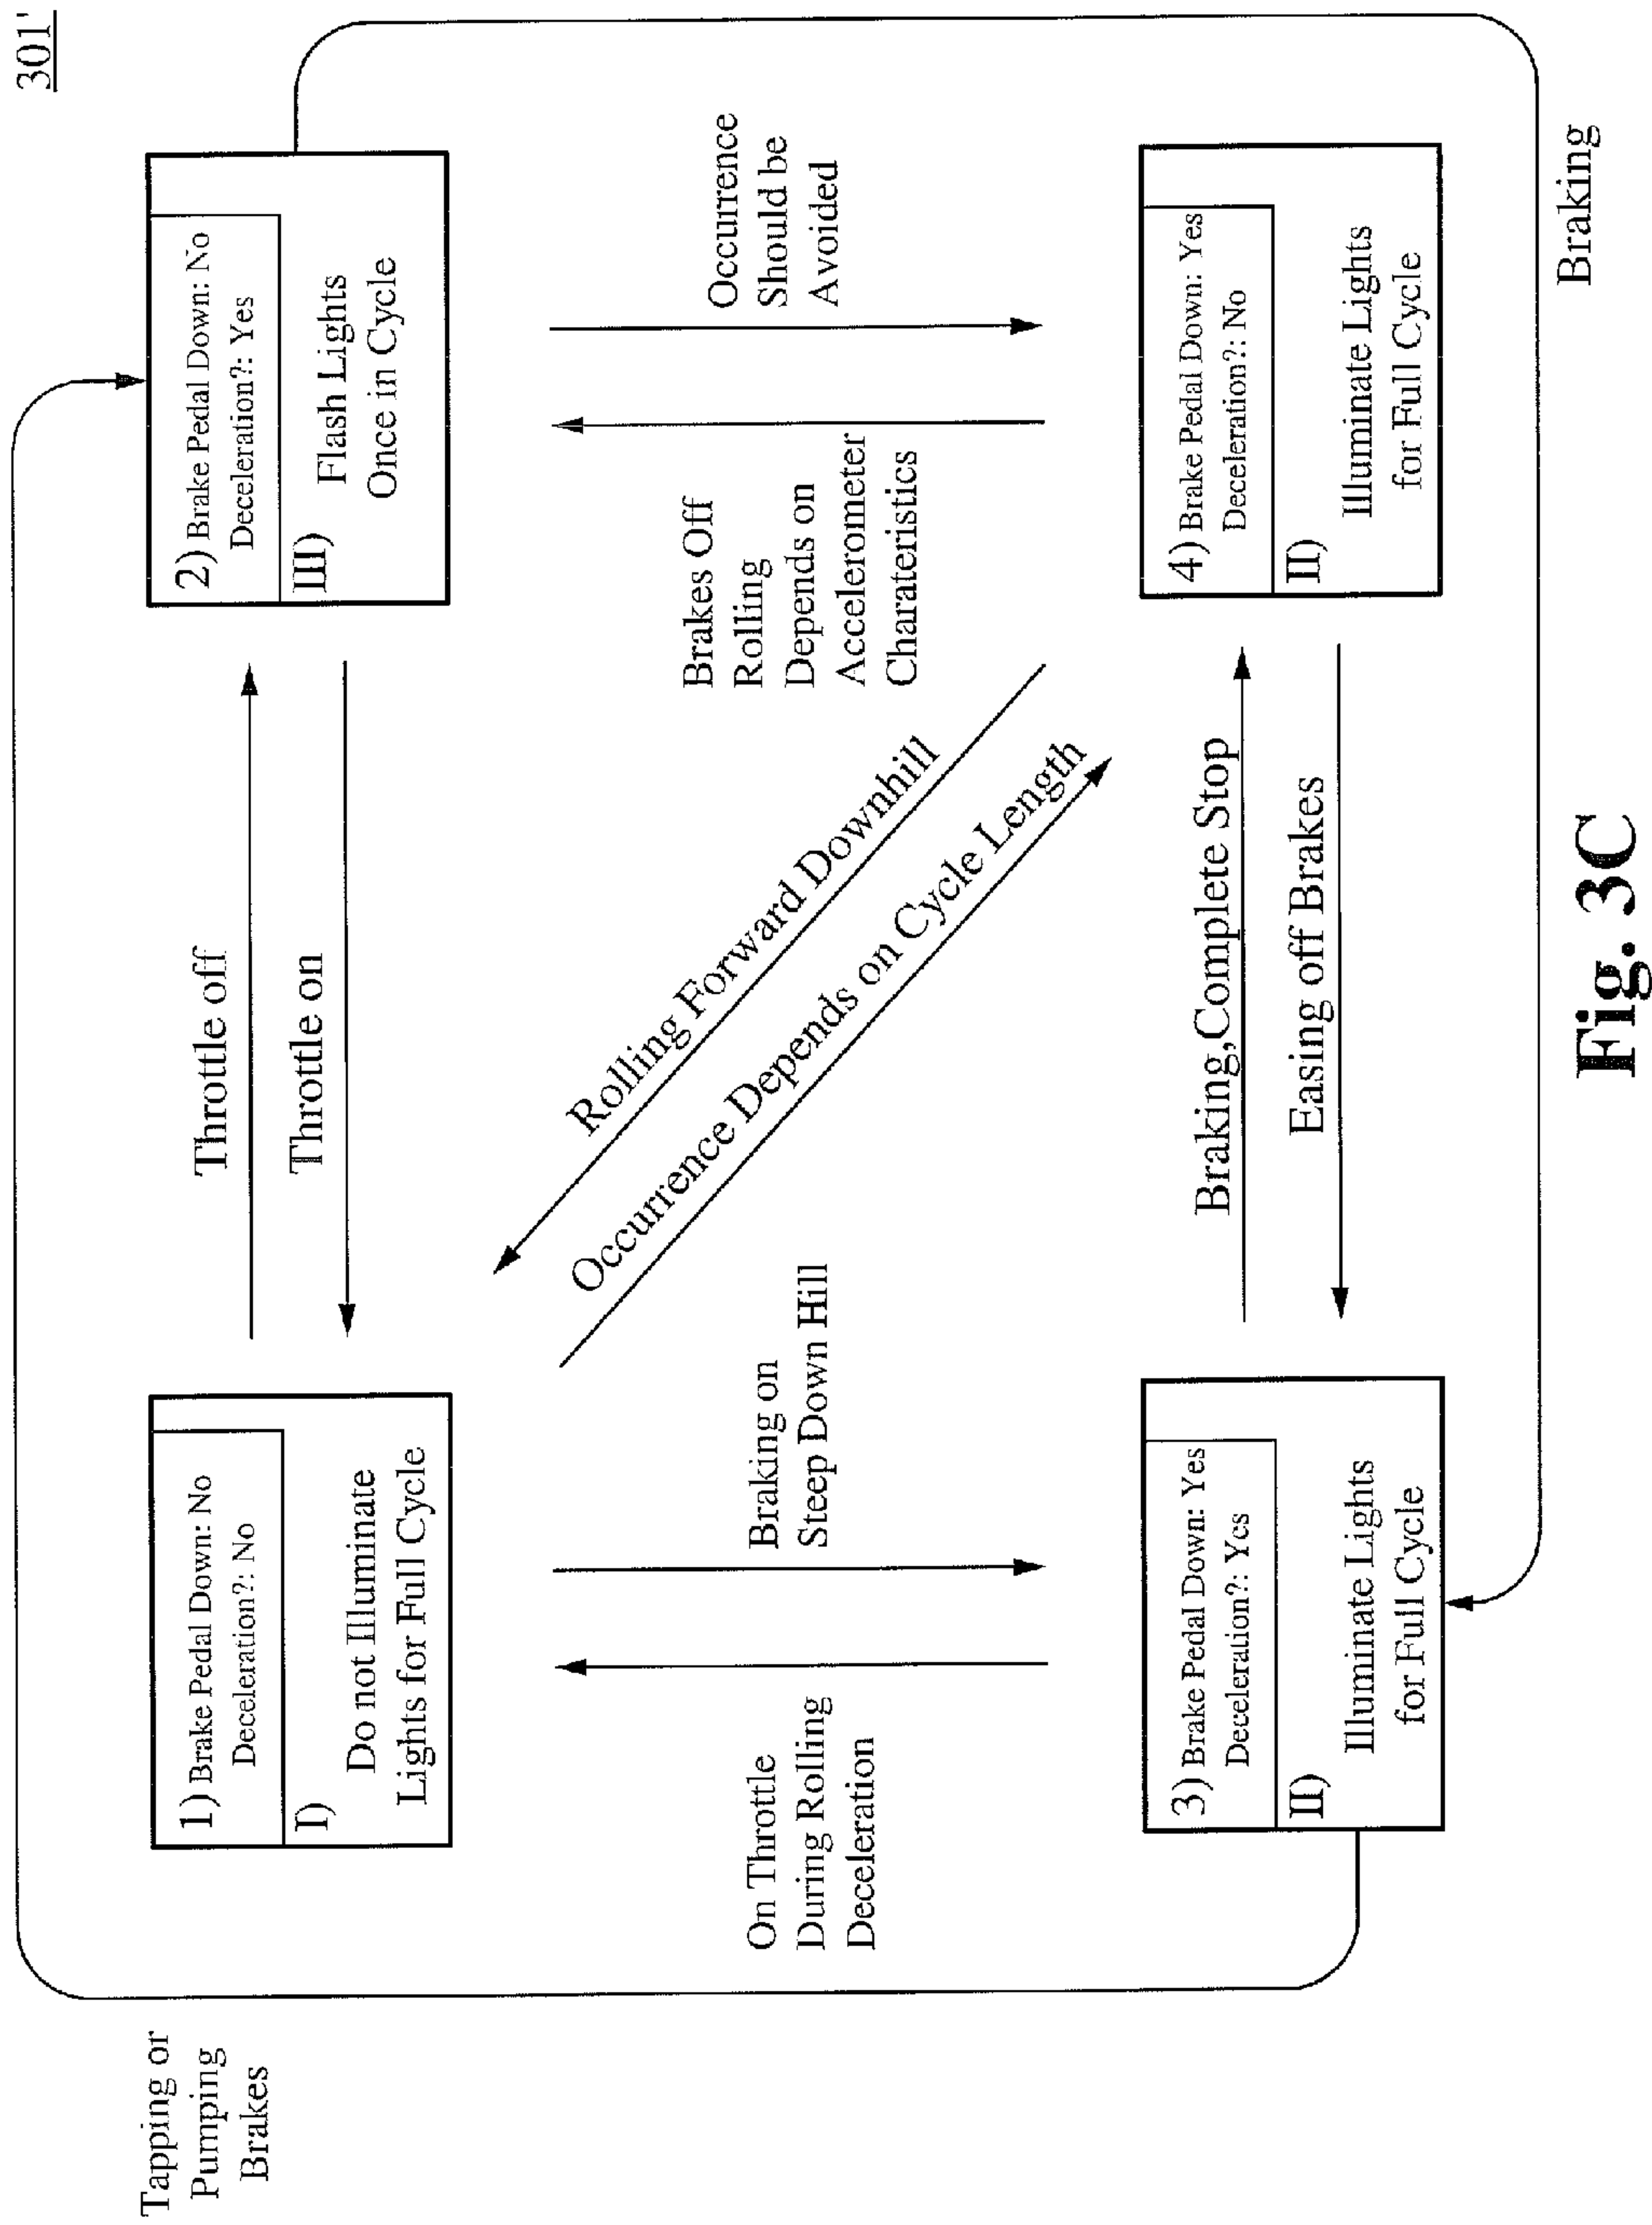 301'
Tapping or
Pumping
Brakes
1) Brake Pedal Down: No
Deceleration?: No
I)
Do not Illuminate
Lights for Full Cycle
Throttle off
Throttle on
2) Brake Pedal Down: No
Deceleration?: Yes
III)
Flash Lights
Once in Cycle
On Throttle
During Rolling
Deceleration
Braking on
Steep Down Hill
Rolling Forward Downhill
Occurrence Depends on Cycle Length
Brakes Off
Rolling
Depends on
Accelerometer
Charateristics
Occurrence
Should be
Avoided
3) Brake Pedal Down: Yes
Deceleration?: Yes
II)
Illuminate Lights
for Full Cycle
Braking,Complete Stop
Easing off Brakes
4) Brake Pedal Down: Yes
Deceleration?: No
II)
Illuminate Lights
for Full Cycle
Braking
Fig. 3C